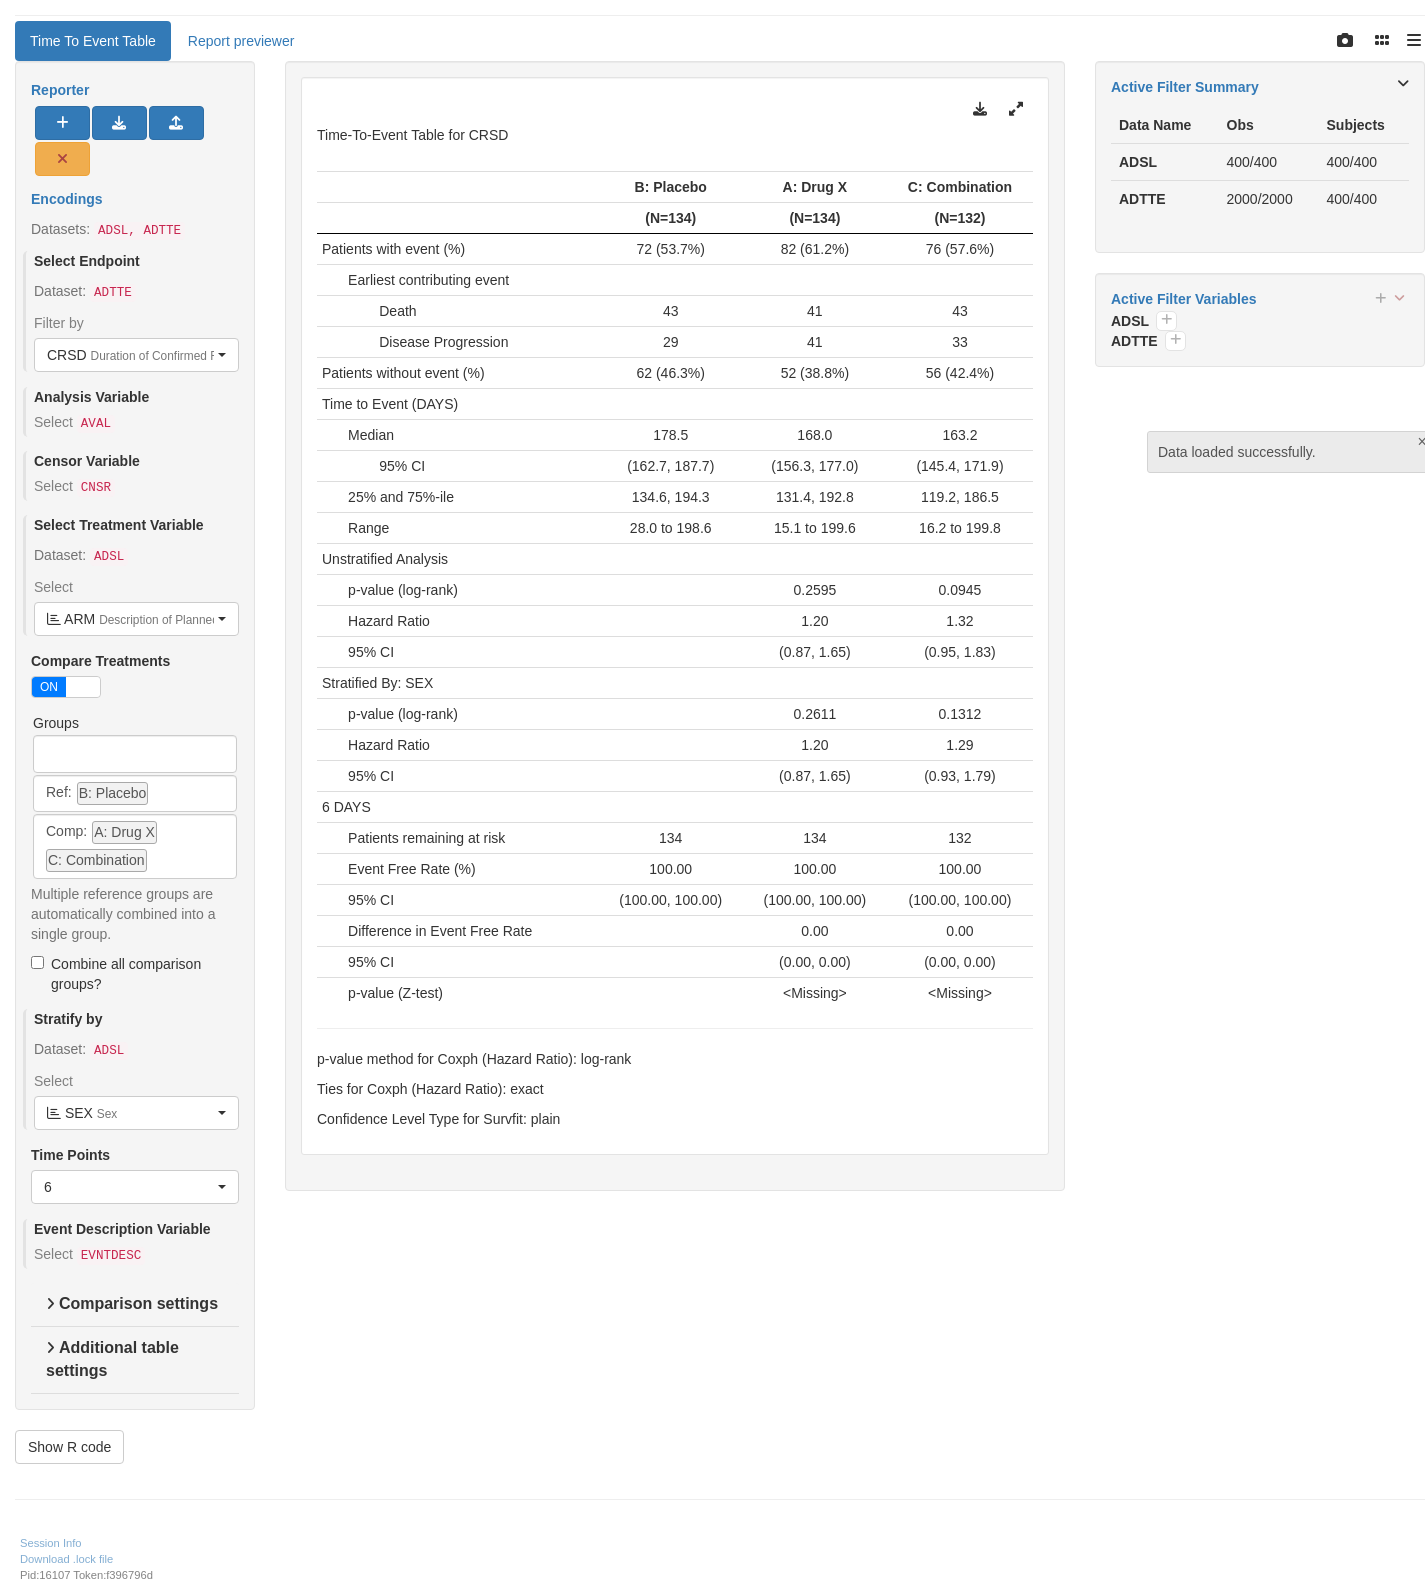 Time To Event Table
Report previewer
Reporter
Encodings
Datasets: ADSL, ADTTE
Select Endpoint
Dataset: ADTTE
Filter by
CRSD Duration of Confirmed
Analysis Variable
Select AVAL
Censor Variable
Select CNSR
Select Treatment Variable
Dataset: ADSL
Select
ARM Description of Planned
Compare Treatments
ON
Groups
Ref: B: Placebo
Comp: A: Drug X
C: Combination
Multiple reference groups are
automatically combined into a
single group.
Combine all comparison
groups?
Stratify by
Dataset: ADSL
Select
SEX Sex
Time Points
6
Event Description Variable
Select EVNTDESC
Comparison settings
Additional table
settings
Show R code
Time-To-Event Table for CRSD
B: Placebo A: Drug X C: Combination
(N=134) (N=134) (N=132)
Patients with event (%) 72 (53.7%) 82 (61.2%) 76 (57.6%)
Earliest contributing event
Death 43 41 43
Disease Progression 29 41 33
Patients without event (%) 62 (46.3%) 52 (38.8%) 56 (42.4%)
Time to Event (DAYS)
Median 178.5 168.0 163.2
95% CI (162.7, 187.7) (156.3, 177.0) (145.4, 171.9)
25% and 75%-ile 134.6, 194.3 131.4, 192.8 119.2, 186.5
Range 28.0 to 198.6 15.1 to 199.6 16.2 to 199.8
Unstratified Analysis
p-value (log-rank) 0.2595 0.0945
Hazard Ratio 1.20 1.32
95% CI (0.87, 1.65) (0.95, 1.83)
Stratified By: SEX
p-value (log-rank) 0.2611 0.1312
Hazard Ratio 1.20 1.29
95% CI (0.87, 1.65) (0.93, 1.79)
6 DAYS
Patients remaining at risk 134 134 132
Event Free Rate (%) 100.00 100.00 100.00
95% CI (100.00, 100.00) (100.00, 100.00) (100.00, 100.00)
Difference in Event Free Rate 0.00 0.00
95% CI (0.00, 0.00) (0.00, 0.00)
p-value (Z-test) <Missing> <Missing>
p-value method for Coxph (Hazard Ratio): log-rank
Ties for Coxph (Hazard Ratio): exact
Confidence Level Type for Survfit: plain
Active Filter Summary
Data Name Obs Subjects
ADSL 400/400 400/400
ADTTE 2000/2000 400/400
Active Filter Variables
ADSL
ADTTE
Data loaded successfully.
Session Info
Download .lock file
Pid:16107 Token:f396796d